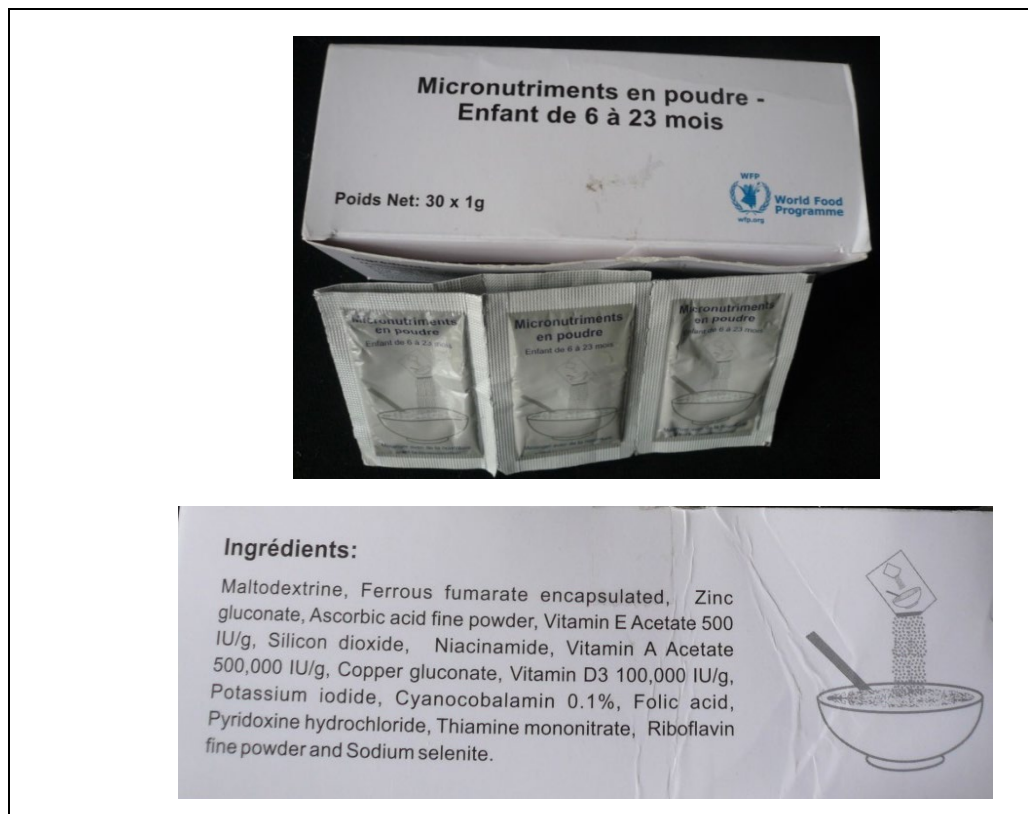 Micronutriments en poudre -
Enfant de 6 à 23 mois
Poids Net: 30 x 1g
WFP
wfp.org
World Food
Programme
Micronutriments
en poudre
Enfant de 6 à 23 mois
Micronutriments
en poudre
Enfant de 6 à 23 mois
Micronutriments
en poudre
Enfant de 6 à 23 mois
Ingrédients:
Maltodextrine, Ferrous fumarate encapsulated, Zinc
gluconate, Ascorbic acid fine powder, Vitamin E Acetate 500
IU/g, Silicon dioxide, Niacinamide, Vitamin A Acetate
500,000 IU/g, Copper gluconate, Vitamin D3 100,000 IU/g,
Potassium iodide, Cyanocobalamin 0.1%, Folic acid,
Pyridoxine hydrochloride, Thiamine mononitrate, Riboflavin
fine powder and Sodium selenite.